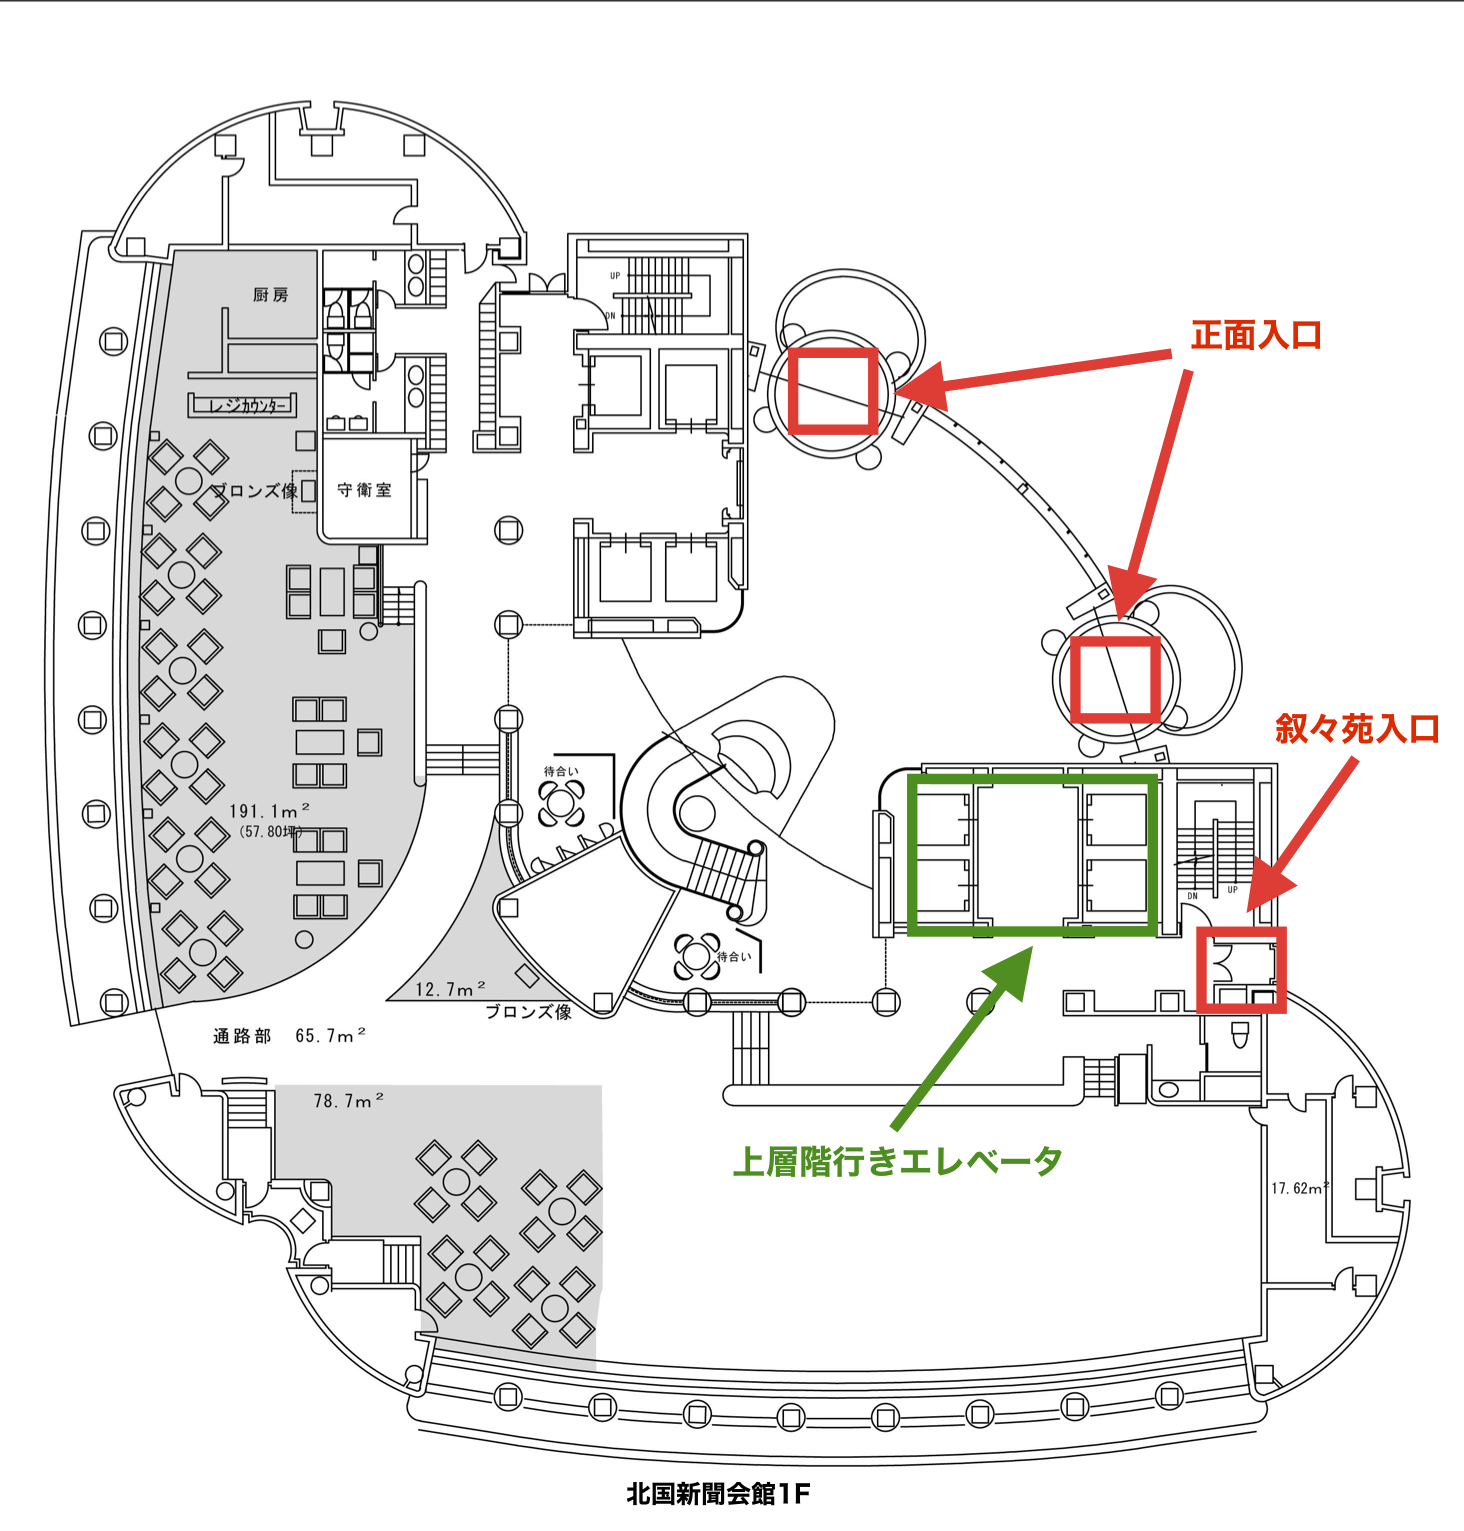 UP
DN
厨房
正面入口
レジカウンター
ブロンズ像
守衛室
叙々苑入口
待合い
191.1m²
(57.80坪)
DN
UP
待合い
12.7m²
ブロンズ像
通路部 65.7m²
78.7m²
上層階行きエレベータ
17.62m²
北国新聞会館1F